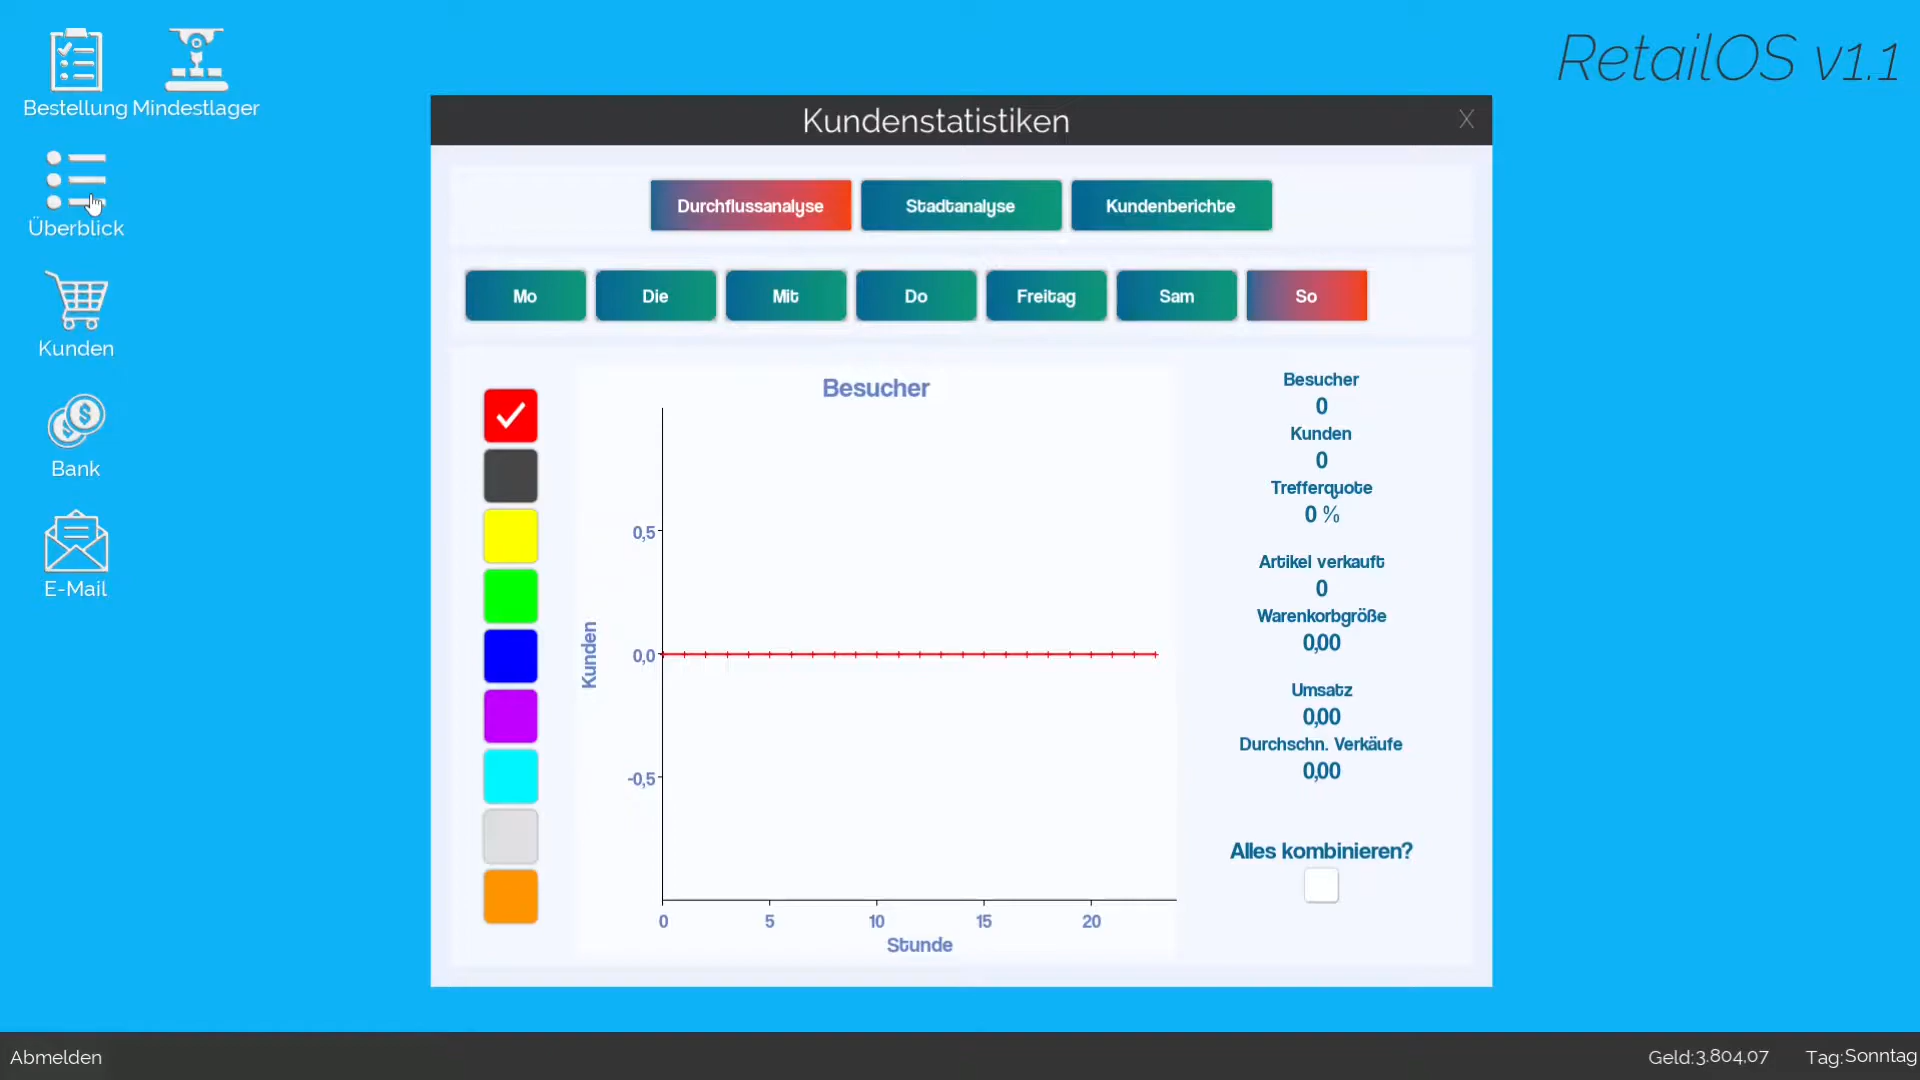 RetailOS v1.1
Bestellung
Mindestlager
Überblick
Kunden
Bank
E-Mail
Kundenstatistiken
X
Durchflussanalyse
Stadtanalyse
Kundenberichte
Mo
Die
Mit
Do
Freitag
Sam
So
Besucher
Kunden
0,5
0,0
-0,5
0
5
10
15
20
Stunde
Besucher
0
Kunden
0
Trefferquote
0 %
Artikel verkauft
0
Warenkorbgröße
0,00
Umsatz
0,00
Durchschn. Verkäufe
0,00
Alles kombinieren?
Abmelden
Geld:3.804,07
Tag:Sonntag